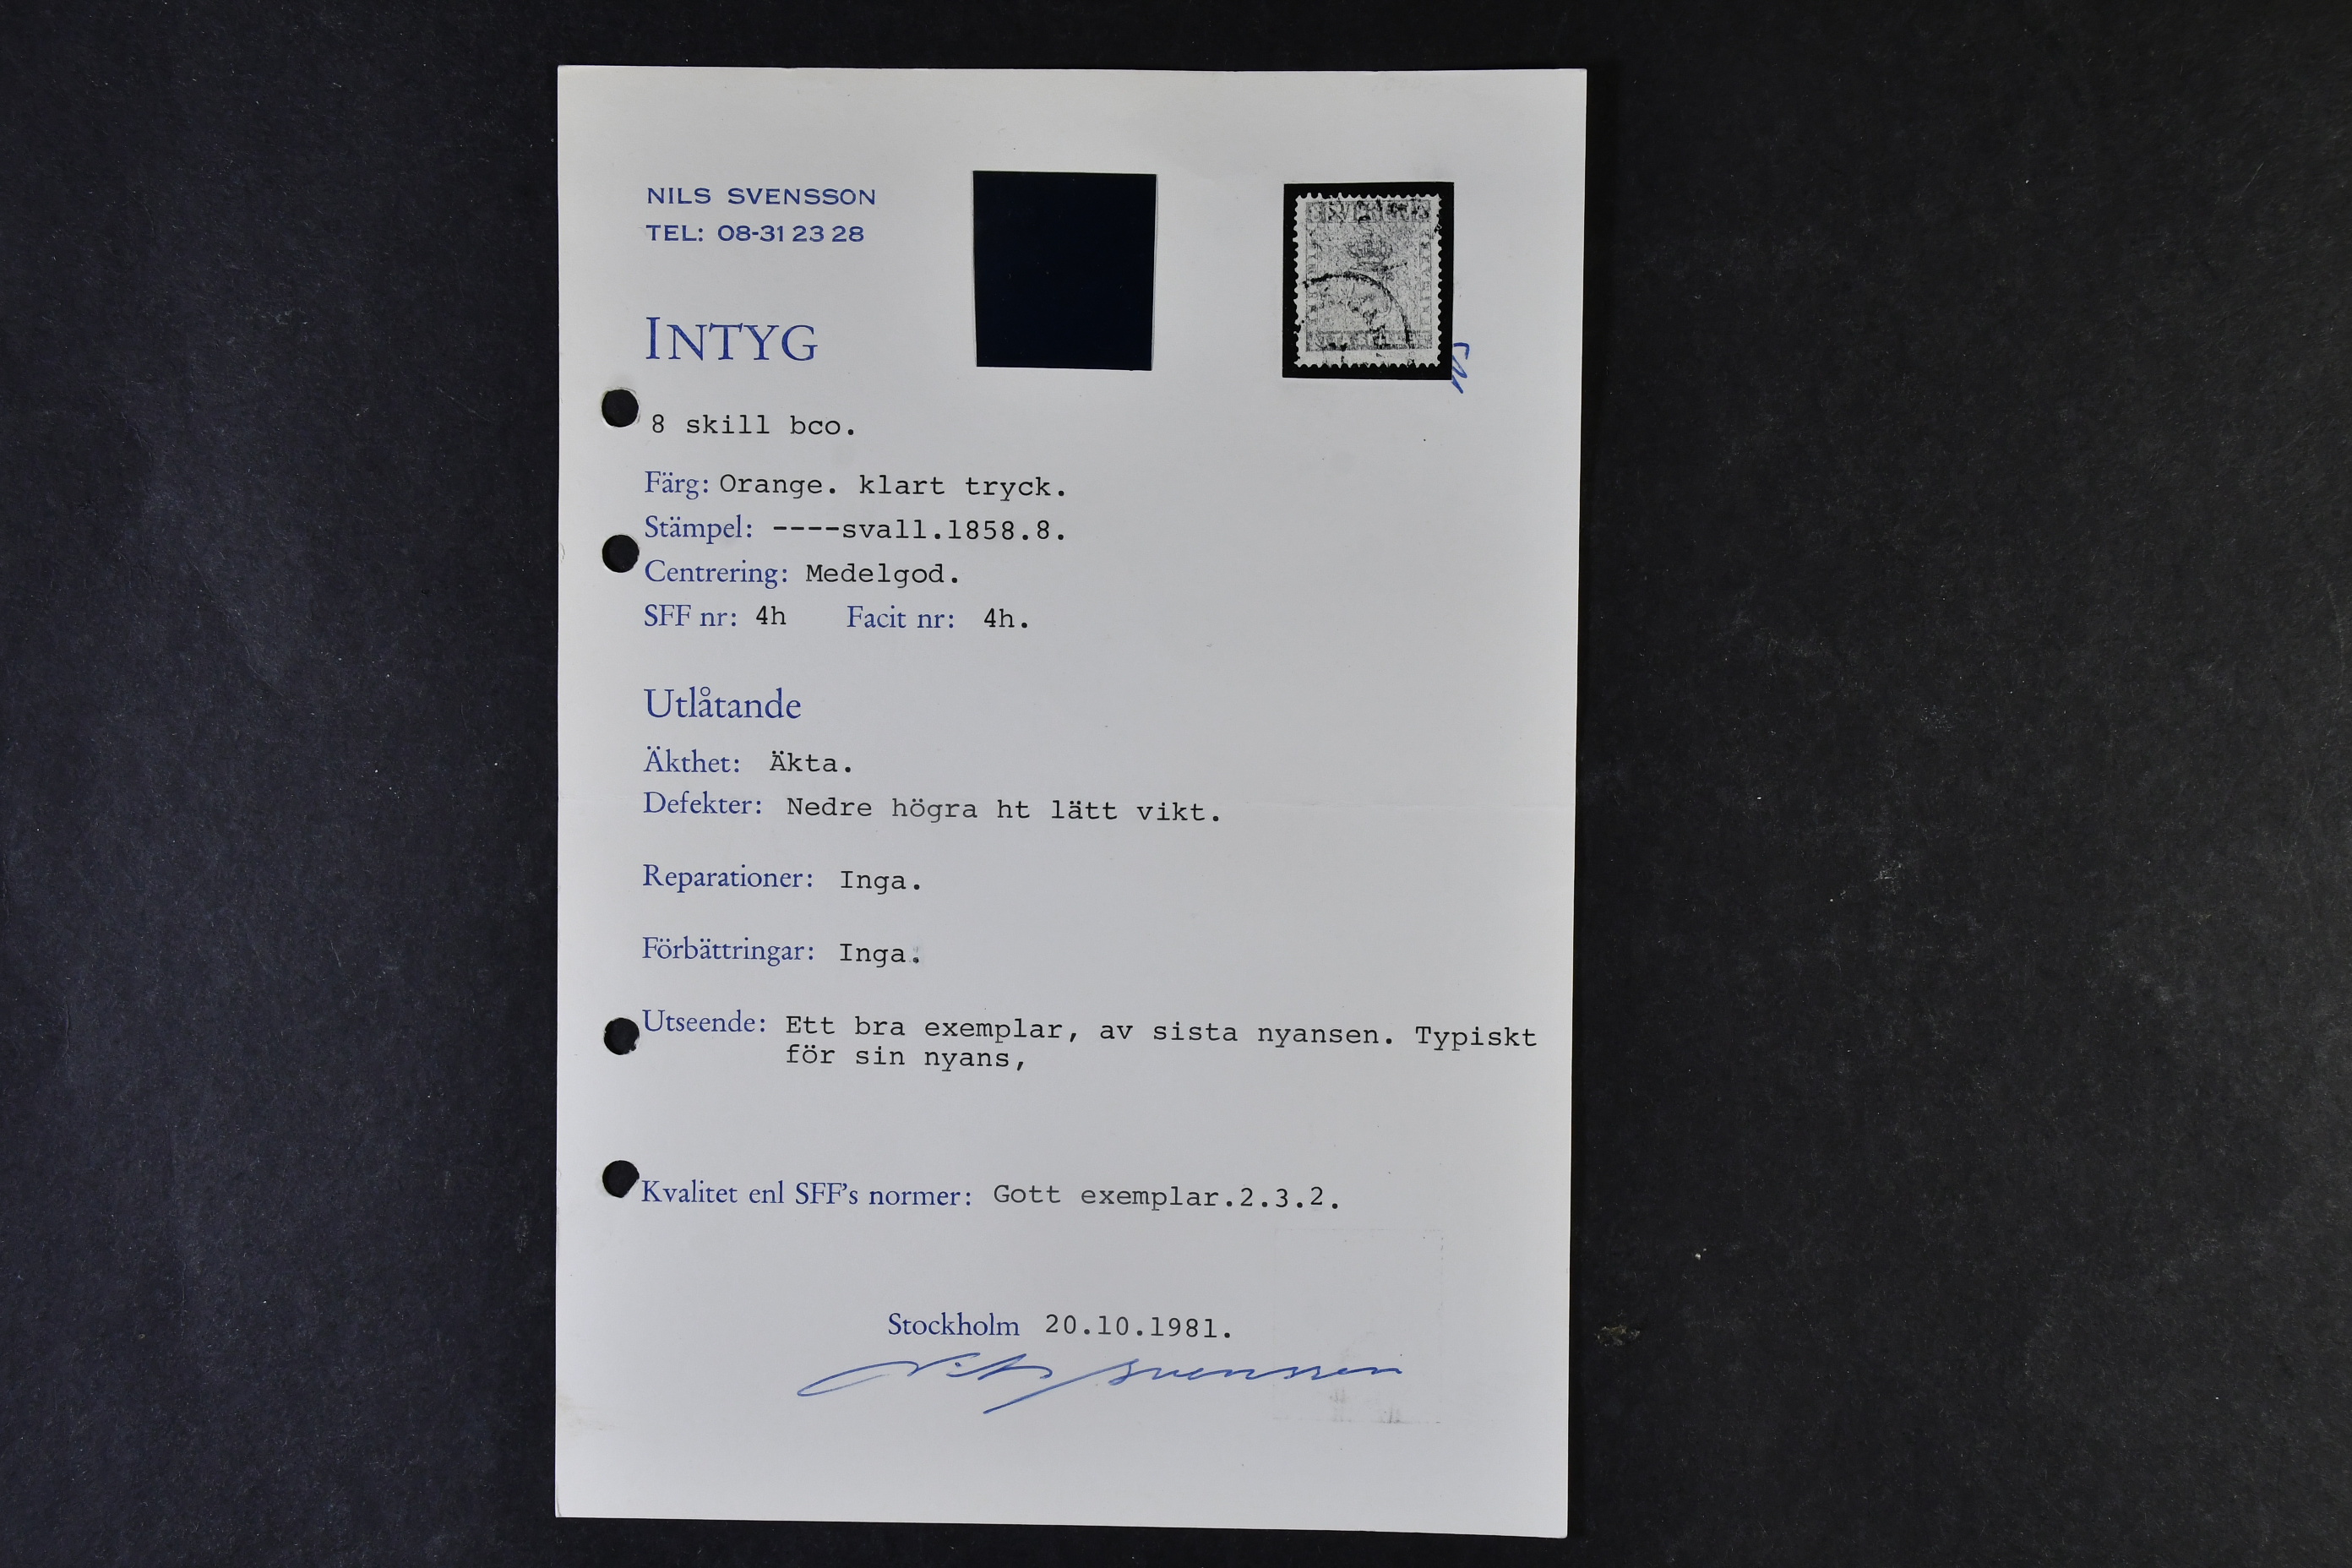 NILS SVENSSON
TEL: 08-31 23 28
INTYG
8 skill bco.
Färg: Orange. klart tryck.
Stämpel: ----svall.1858.8.
Centrering: Medelgod.
SFF nr: 4h Facit nr: 4h.
Utlåtande
Äkthet: Äkta.
Defekter: Nedre högra ht lätt vikt.
Reparationer: Inga.
Förbättringar: Inga.
Utseende: Ett bra exemplar, av sista nyansen. Typiskt
för sin nyans,
Kvalitet enl SFF's normer: Gott exemplar.2.3.2.
Stockholm 20.10.1981.
Nils Svensson